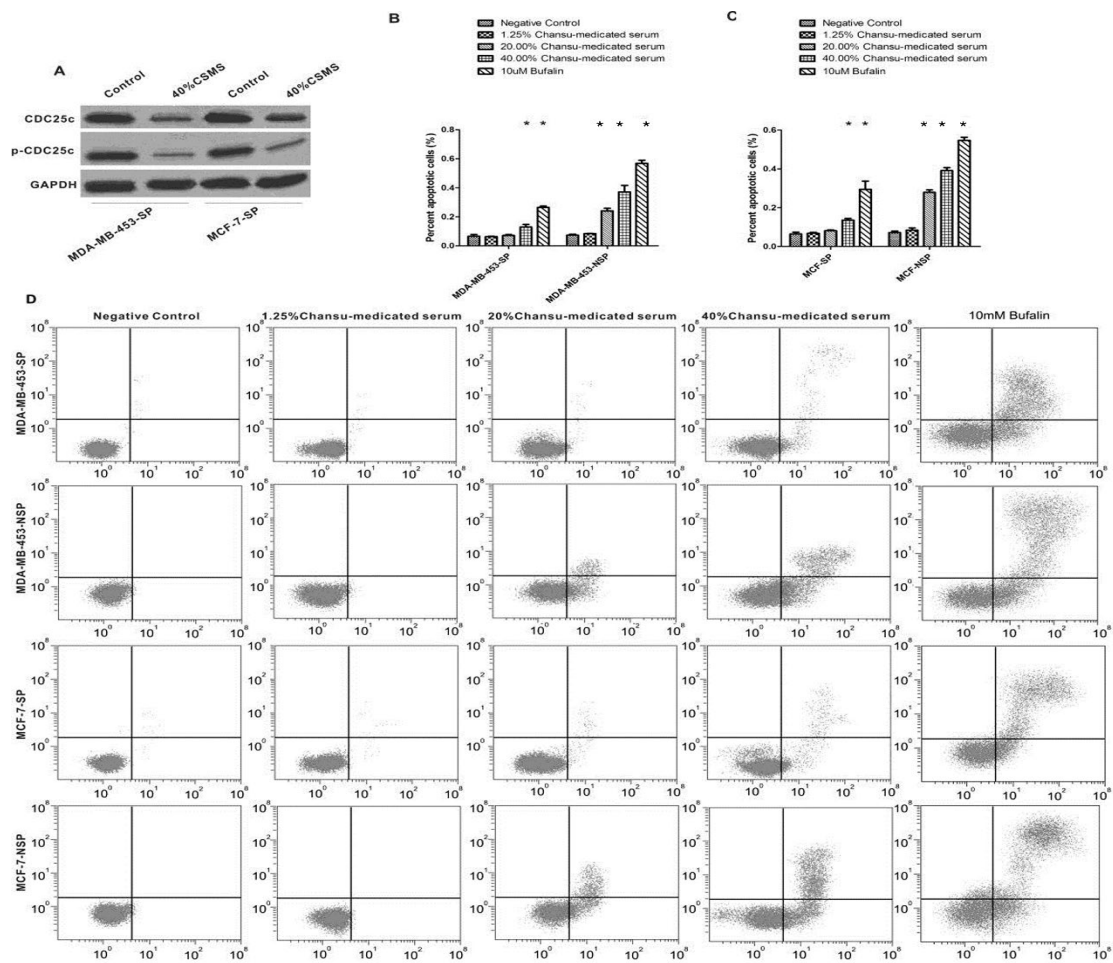 A
Control
40%CSMS
Control
40%CSMS
CDC25c
p-CDC25c
GAPDH
MDA-MB-453-SP
MCF-7-SP
B
Negative Control
1.25% Chansu-medicated serum
20.00% Chansu-medicated serum
40.00% Chansu-medicated serum
10uM Bufalin
* * * * *
Percent apoptotic cells (%)
0.8
0.6
0.4
0.2
0.0
MDA-MB-453-SP
MDA-MB-453-NSP
C
Negative Control
1.25% Chansu-medicated serum
20.00% Chansu-medicated serum
40.00% Chansu-medicated serum
10uM Bufalin
* * * * *
Percent apoptotic cells (%)
0.6
0.4
0.2
0.0
MCF-SP
MCF-NSP
D
Negative Control
1.25%Chansu-medicated serum
20%Chansu-medicated serum
40%Chansu-medicated serum
10mM Bufalin
MDA-MB-453-SP
MDA-MB-453-NSP
MCF-7-SP
MCF-7-NSP